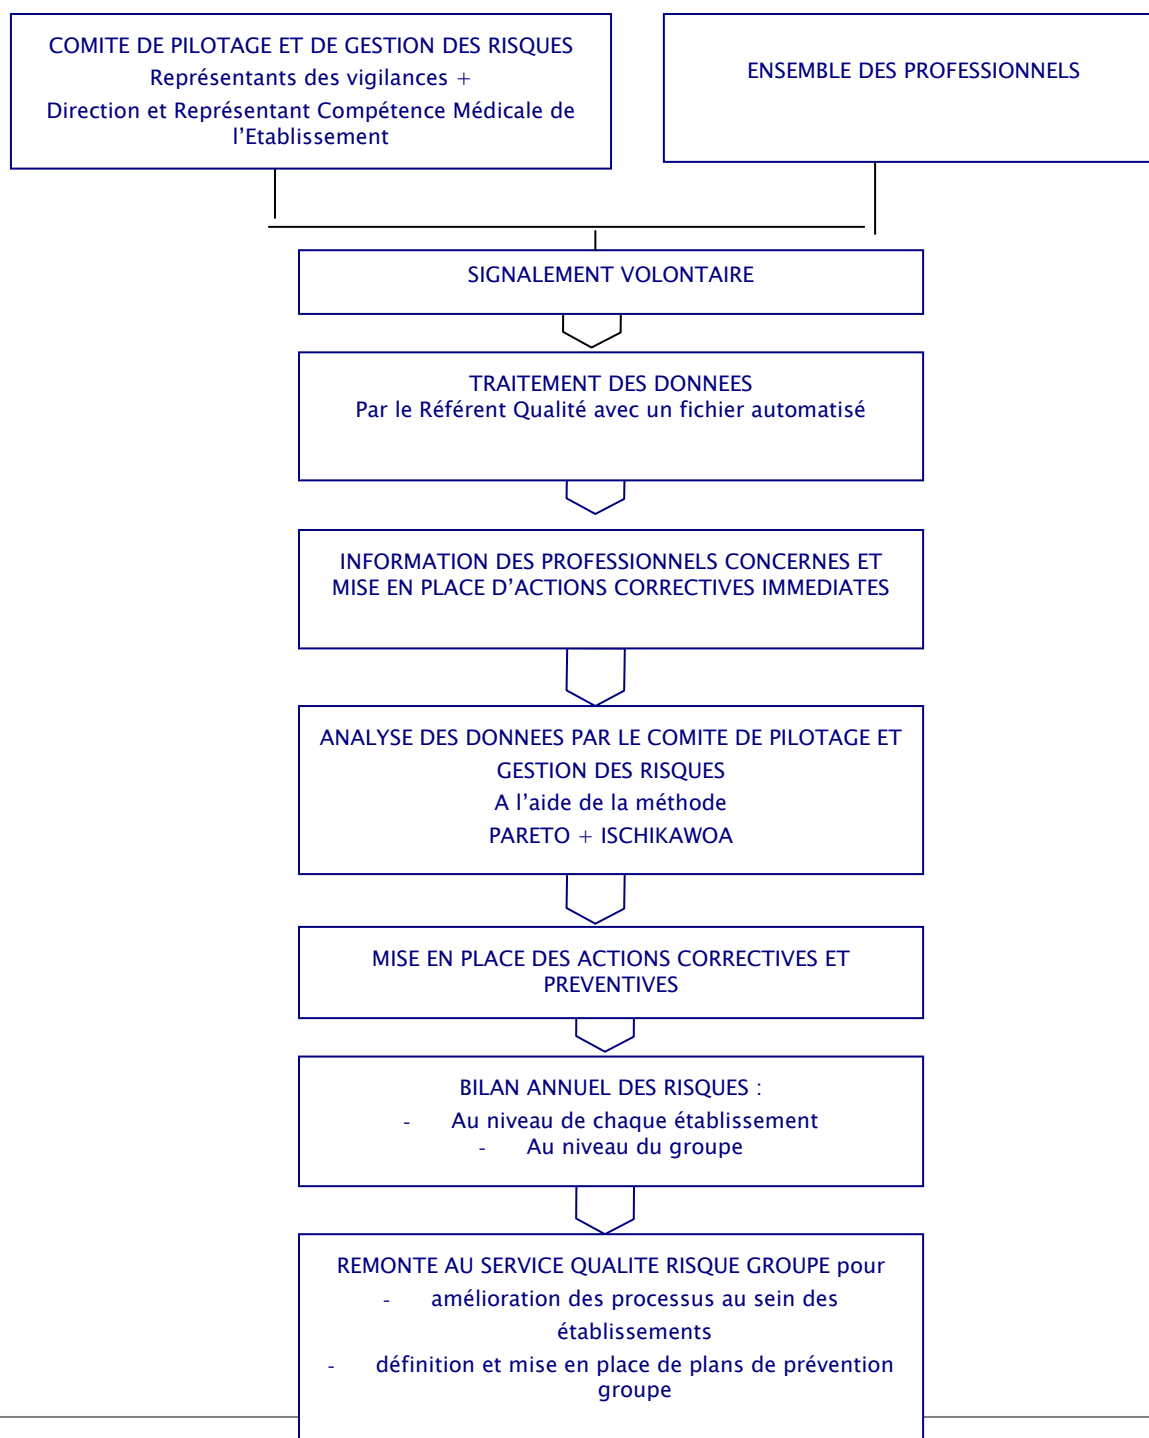 COMITE DE PILOTAGE ET DE GESTION DES RISQUES
Représentants des vigilances +
Direction et Représentant Compétence Médicale de
l’Etablissement
ENSEMBLE DES PROFESSIONNELS
SIGNALEMENT VOLONTAIRE
TRAITEMENT DES DONNEES
Par le Référent Qualité avec un fichier automatisé
INFORMATION DES PROFESSIONNELS CONCERNES ET
MISE EN PLACE D’ACTIONS CORRECTIVES IMMEDIATES
ANALYSE DES DONNEES PAR LE COMITE DE PILOTAGE ET
GESTION DES RISQUES
A l’aide de la méthode
PARETO + ISCHIKAWOA
MISE EN PLACE DES ACTIONS CORRECTIVES ET
PREVENTIVES
BILAN ANNUEL DES RISQUES :
- Au niveau de chaque établissement
- Au niveau du groupe
REMONTE AU SERVICE QUALITE RISQUE GROUPE pour
- amélioration des processus au sein des
établissements
- définition et mise en place de plans de prévention
groupe